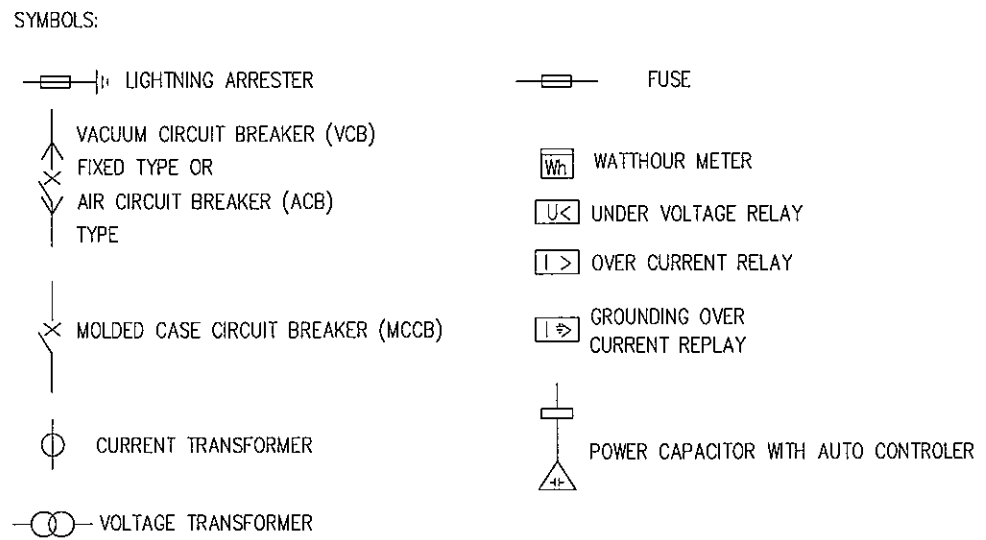 SYMBOLS:
LIGHTNING ARRESTER
VACUUM CIRCUIT BREAKER (VCB)
FIXED TYPE OR
AIR CIRCUIT BREAKER (ACB)
TYPE
MOLDED CASE CIRCUIT BREAKER (MCCB)
CURRENT TRANSFORMER
VOLTAGE TRANSFORMER
FUSE
Wh WATTHOUR METER
U< UNDER VOLTAGE RELAY
I > OVER CURRENT RELAY
I GROUNDING OVER
CURRENT REPLAY
POWER CAPACITOR WITH AUTO CONTROLER